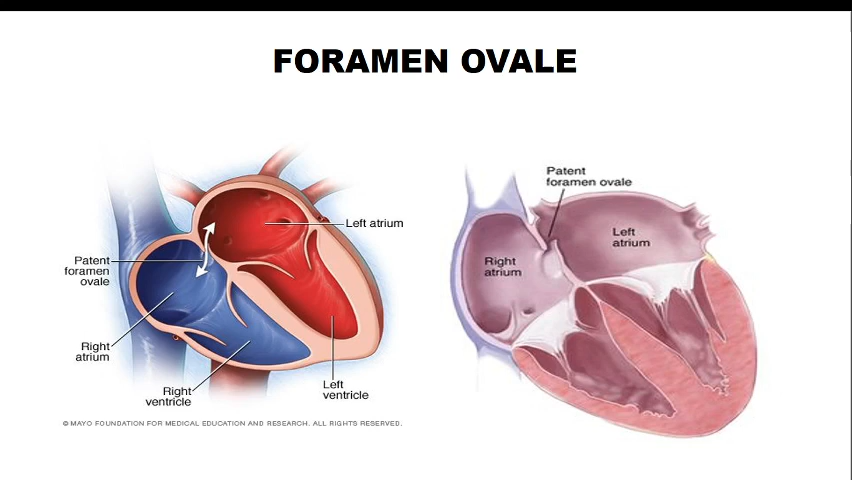 FORAMEN OVALE
Left atrium
Patent
foramen
ovale
Right
atrium
Right
ventricle
Left
ventricle
© MAYO FOUNDATION FOR MEDICAL EDUCATION AND RESEARCH. ALL RIGHTS RESERVED.
Patent
foramen ovale
Left
atrium
Right
atrium